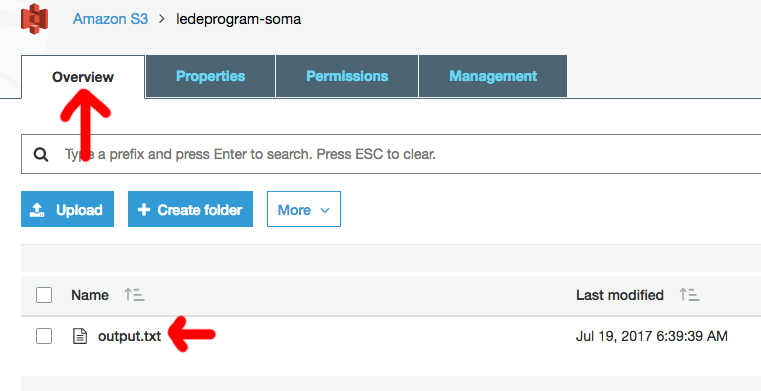 Amazon S3 > ledeprogram-soma
Overview Properties Permissions Management
Type a prefix and press Enter to search. Press ESC to clear.
Upload + Create folder More
Name Last modified
output.txt Jul 19, 2017 6:39:39 AM